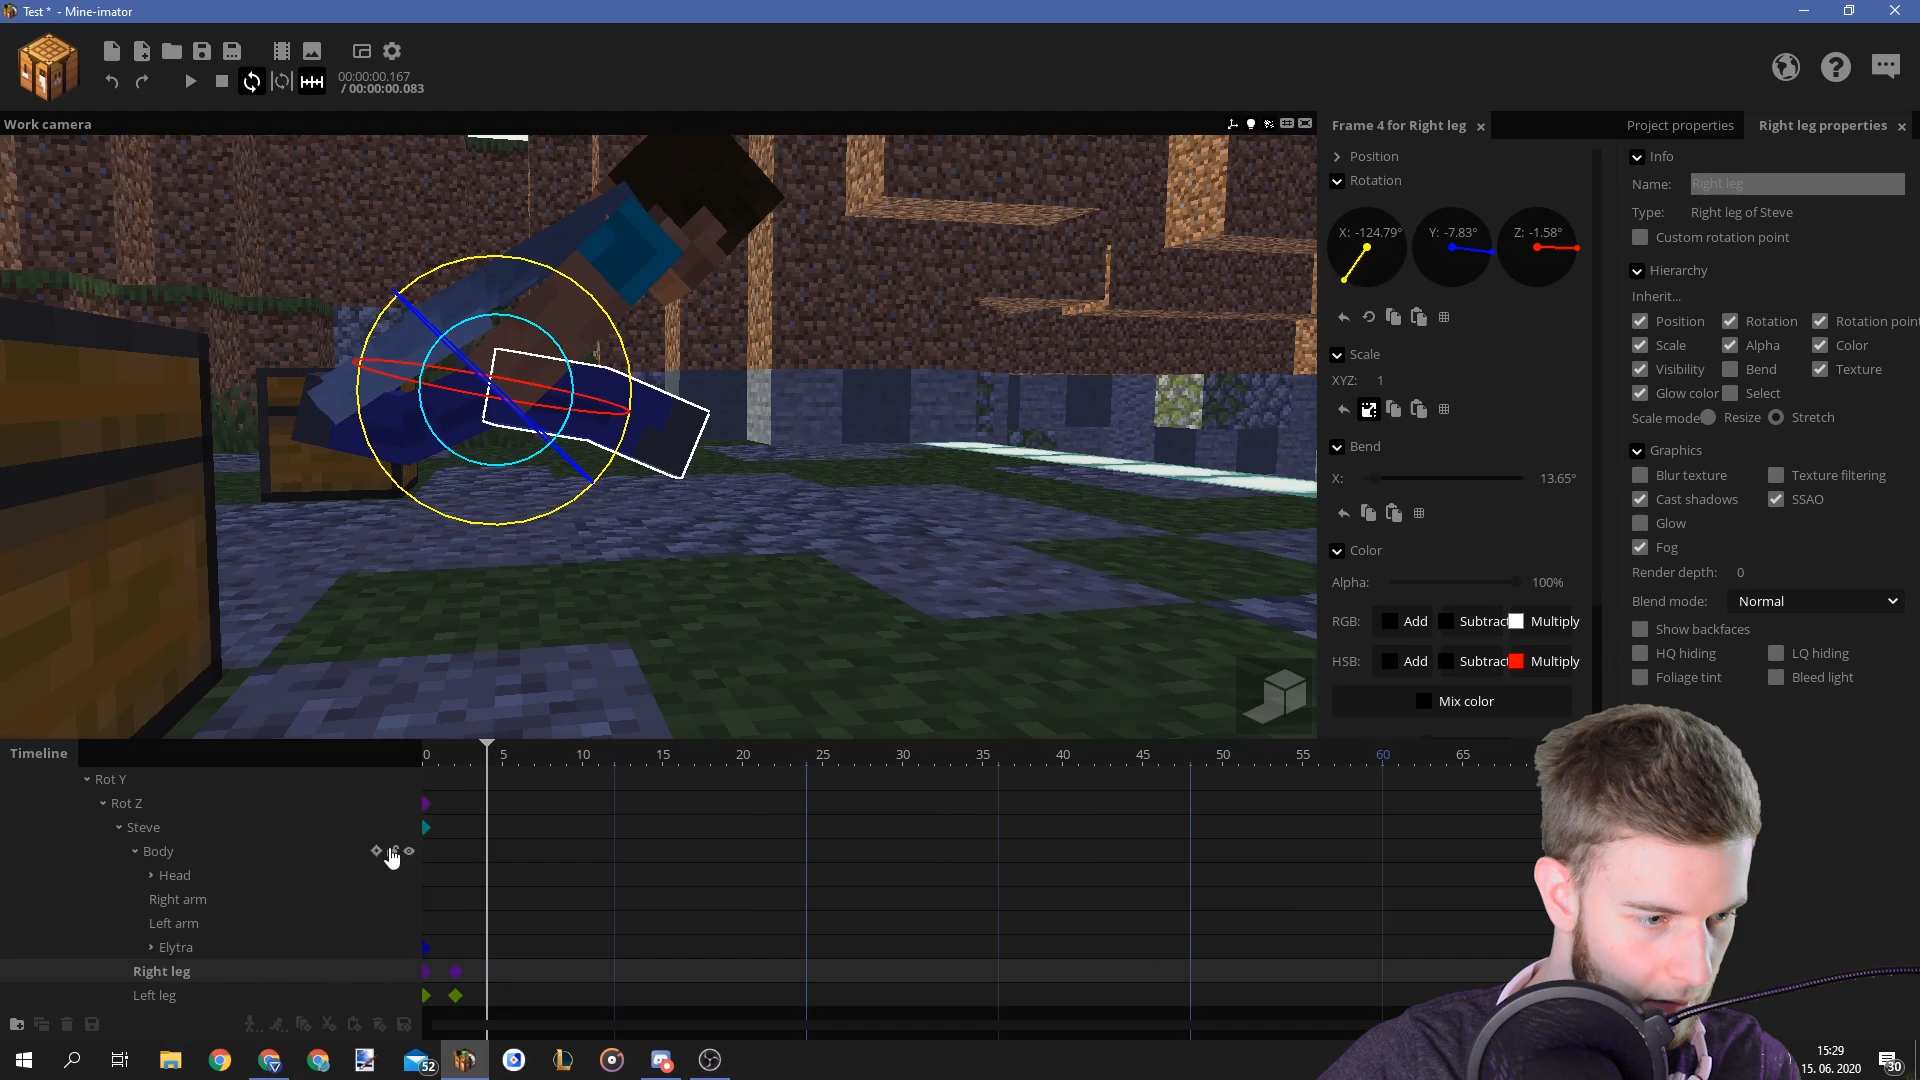 Test * - Mine-imator
00:00:00.167
/ 00:00:00.083
Work camera
Frame 4 for Right leg
Position
Rotation
X: -124.79°
Y: -7.83°
Z: -1.58°
Scale
XYZ: 1
Bend
X: 13.65°
Color
Alpha: 100%
RGB: Add Subtract Multiply
HSB: Add Subtract Multiply
Mix color
Project properties
Right leg properties
Info
Name: Right leg
Type: Right leg of Steve
Custom rotation point
Hierarchy
Inherit...
Position Rotation Rotation point
Scale Alpha Color
Visibility Bend Texture
Glow color Select
Scale mode Resize Stretch
Graphics
Blur texture Texture filtering
Cast shadows SSAO
Glow
Fog
Render depth: 0
Blend mode: Normal
Show backfaces
HQ hiding LQ hiding
Foliage tint Bleed light
Timeline
0 5 10 15 20 25 30 35 40 45 50 55 60 65
Rot Y
Rot Z
Steve
Body
Head
Right arm
Left arm
Elytra
Right leg
Left leg
52
15:29
15. 06. 2020
30